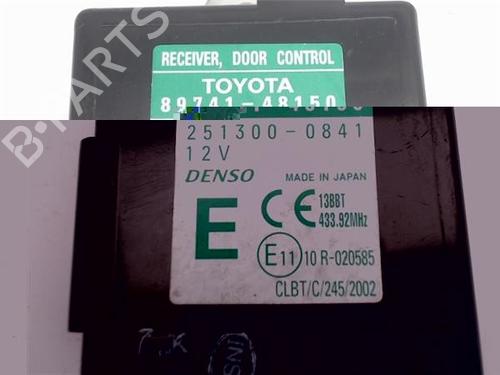 RECEIVER, DOOR CONTROL
TOYOTA
89741-48150
251300-0841
12V
DENSO
MADE IN JAPAN
E
CE
13BBT
433.92MHz
E11
10 R-020585
CLBT/C/245/2002
INS
B-PARTS